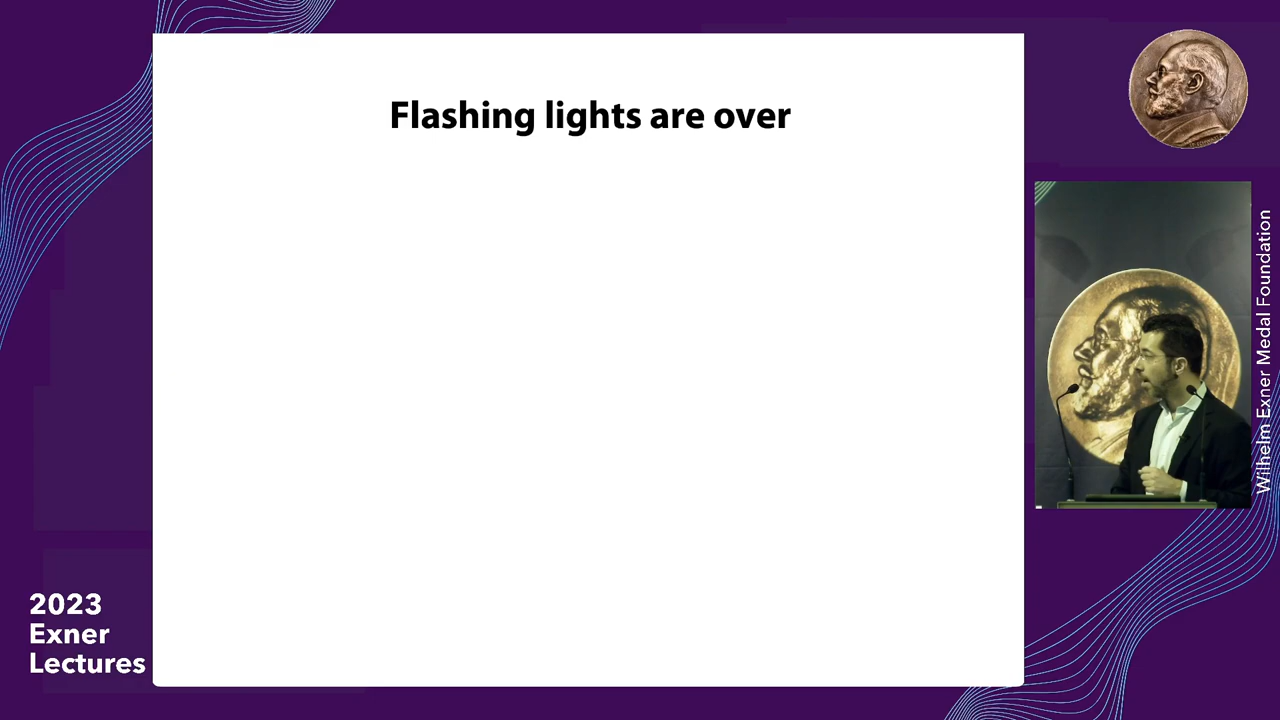 Flashing lights are over
Wilhelm Exner Medal Foundation
2023
Exner
Lectures